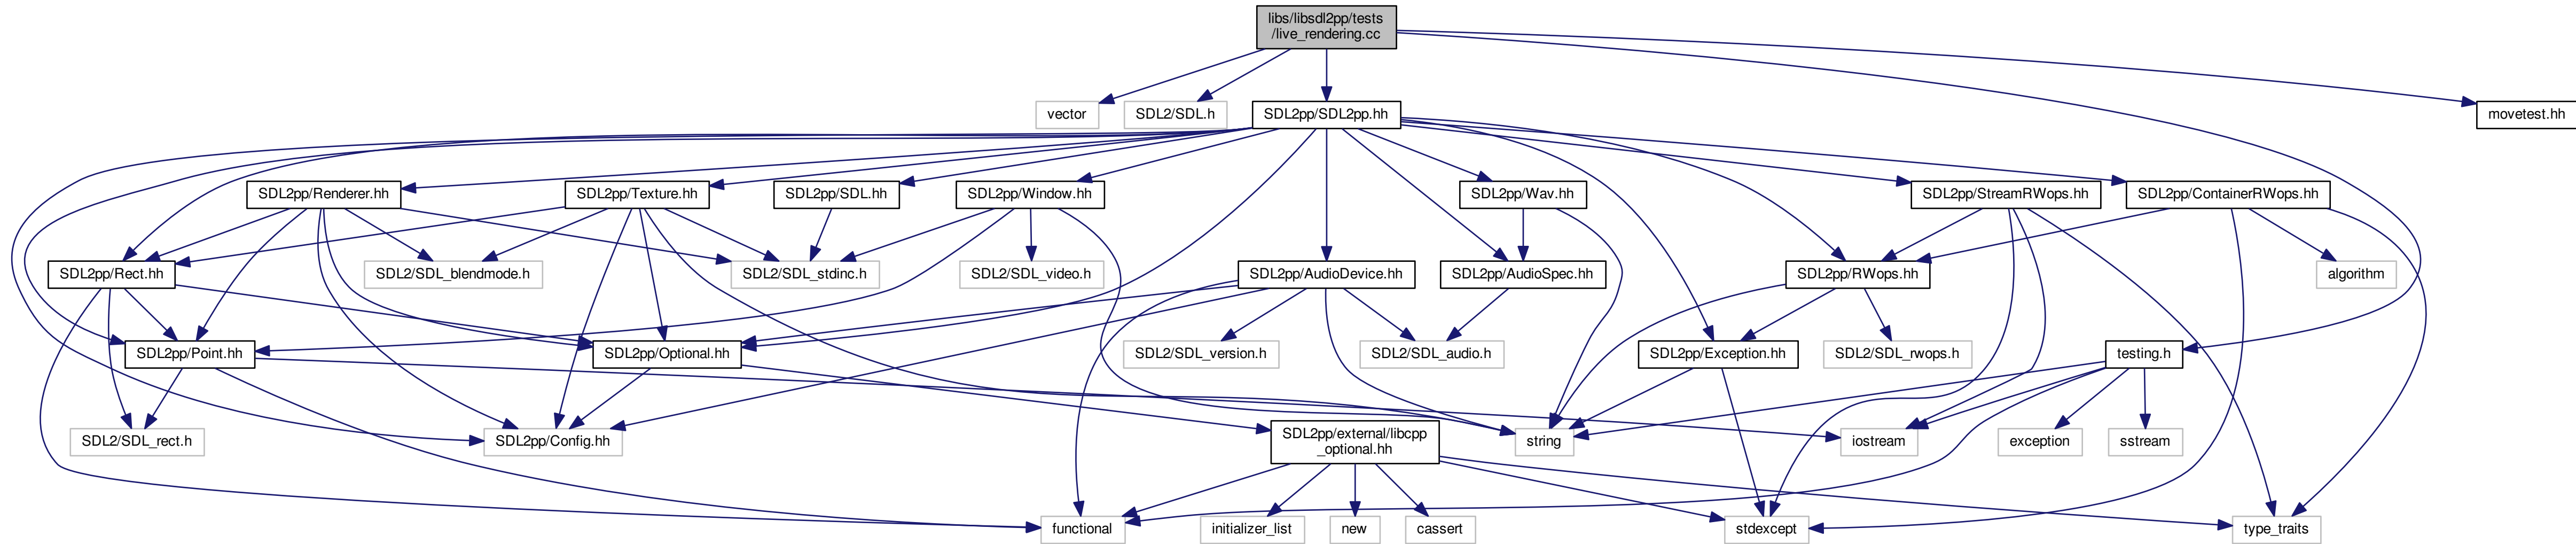 libs/libsdl2pp/tests
/live_rendering.cc
vector
SDL2/SDL.h
SDL2pp/SDL2pp.hh
movetest.hh
SDL2pp/Renderer.hh
SDL2pp/Texture.hh
SDL2pp/SDL.hh
SDL2pp/Window.hh
SDL2pp/Wav.hh
SDL2pp/StreamRWops.hh
SDL2pp/ContainerRWops.hh
SDL2pp/Rect.hh
SDL2/SDL_blendmode.h
SDL2/SDL_stdinc.h
SDL2/SDL_video.h
SDL2pp/AudioDevice.hh
SDL2pp/AudioSpec.hh
SDL2pp/RWops.hh
algorithm
SDL2pp/Point.hh
SDL2pp/Optional.hh
SDL2/SDL_version.h
SDL2/SDL_audio.h
SDL2pp/Exception.hh
SDL2/SDL_rwops.h
testing.h
SDL2/SDL_rect.h
SDL2pp/Config.hh
SDL2pp/external/libcpp
_optional.hh
string
iostream
exception
sstream
functional
initializer_list
new
cassert
stdexcept
type_traits